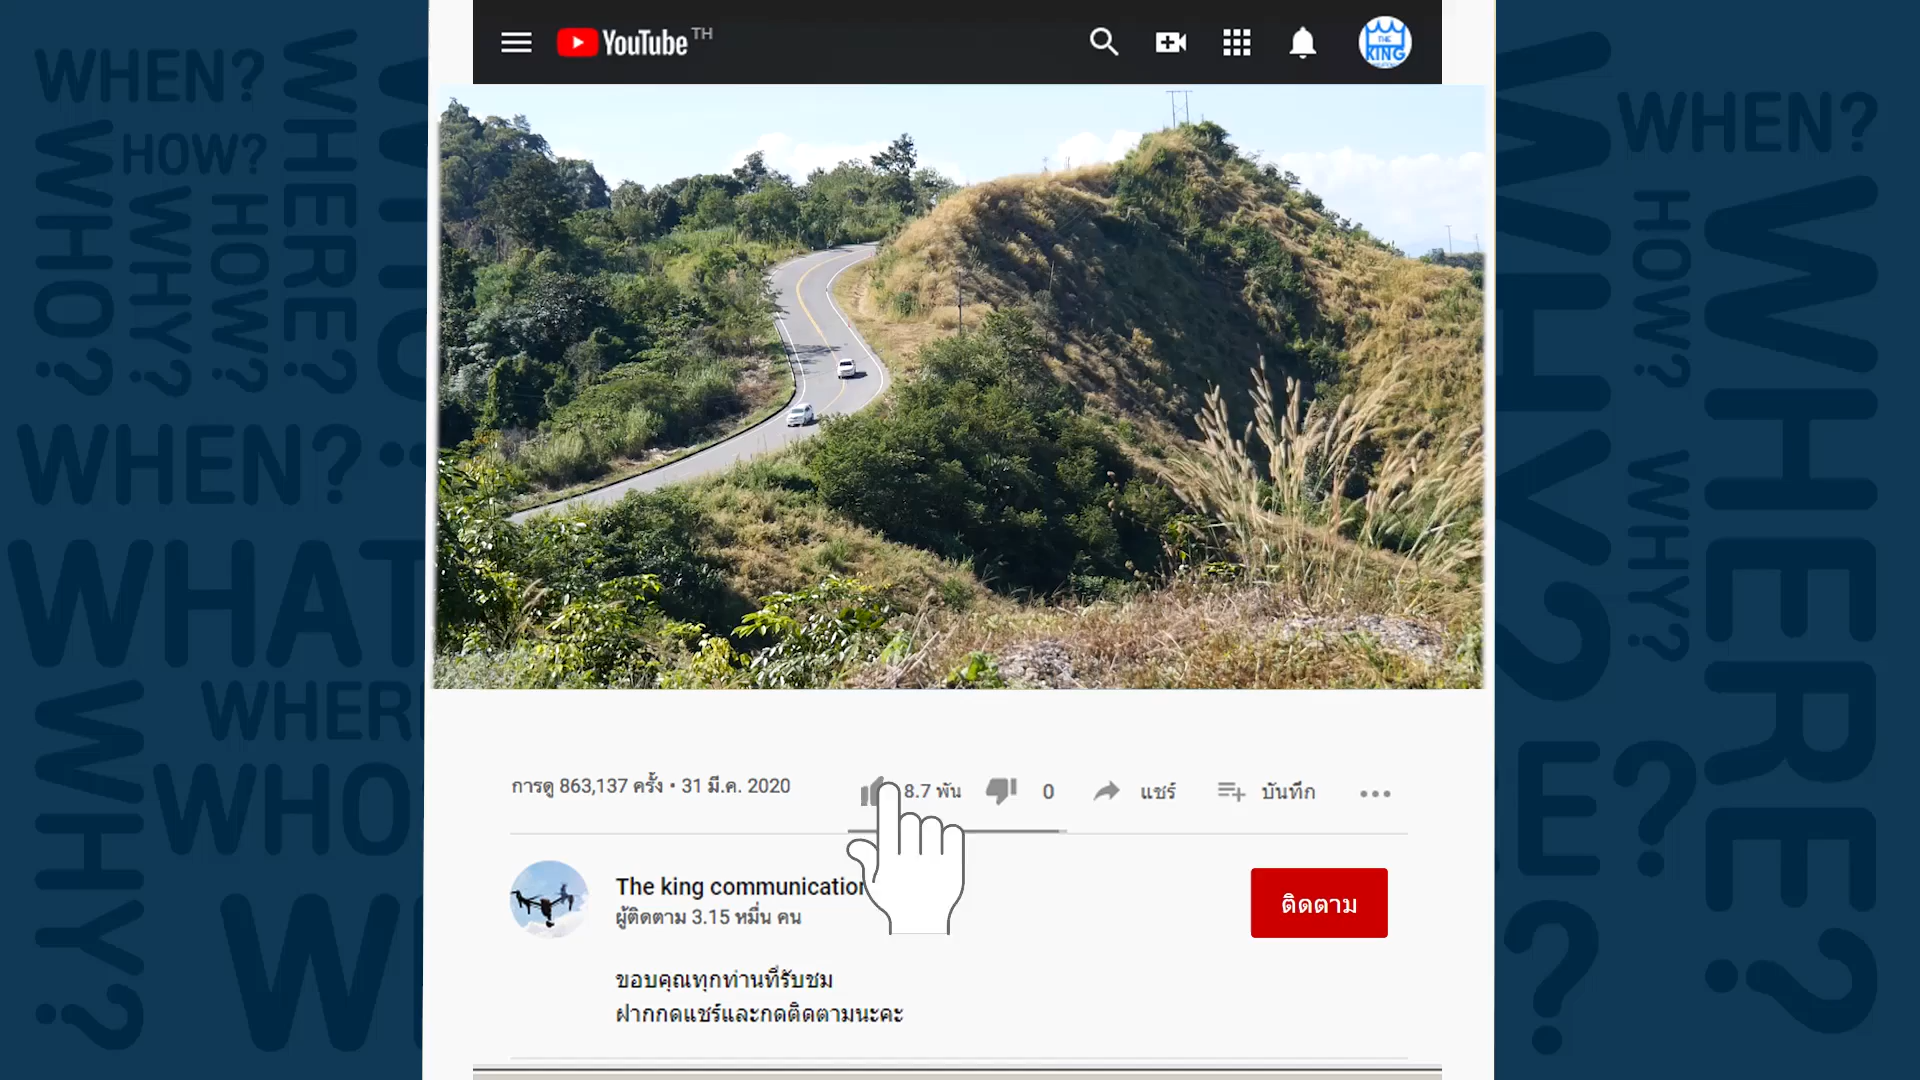 YouTube TH
THE KING
WHEN?
WHERE?
WHO?
HOW?
WHY?
HOW?
WHEN?
WHAT
WHERE
WHY?
WHO
WHEN?
HOW?
WHERE?
WHY?
WHY?
การดู 863,137 ครั้ง • 31 มี.ค. 2020
8.7 พัน 0 แชร์ บันทึก
The king communication
ผู้ติดตาม 3.15 หมื่น คน
ติดตาม
ขอบคุณทุกท่านที่รับชม
ฝากกดแชร์และกดติดตามนะคะ